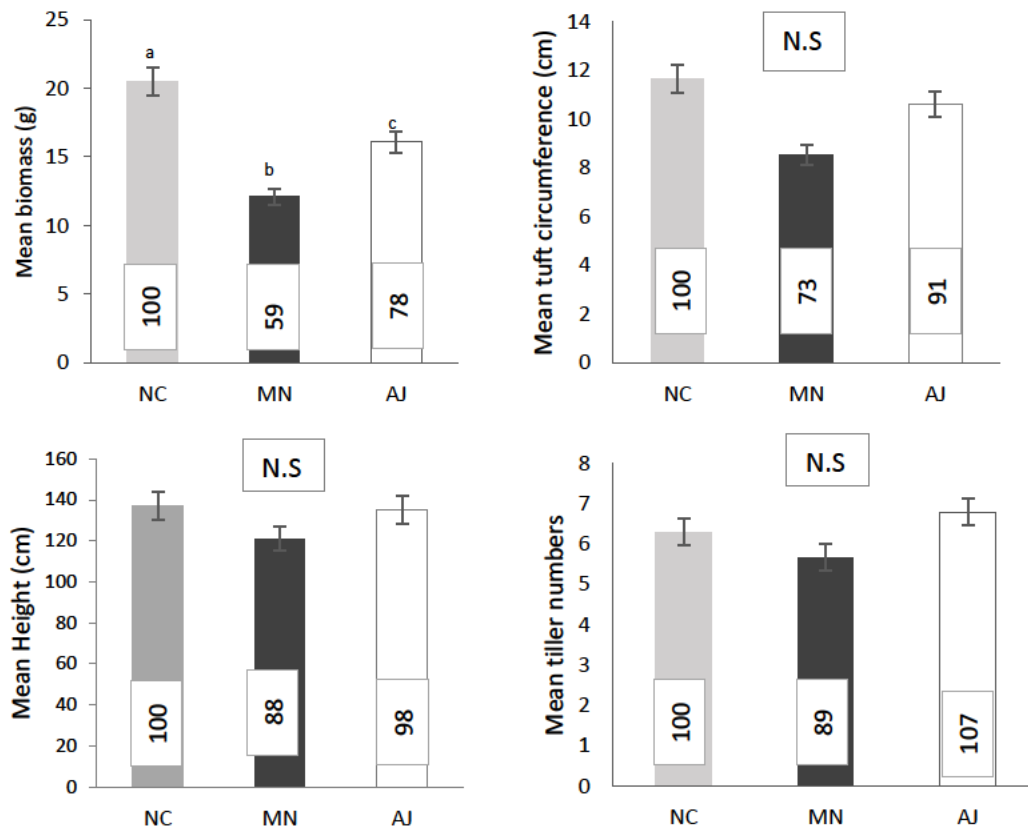 Mean biomass (g)
25
20
15
10
5
0
a
b
c
100
59
78
NC
MN
AJ
Mean tuft circumference (cm)
14
12
10
8
6
4
2
0
N.S
100
73
91
NC
MN
AJ
Mean Height (cm)
160
140
120
100
80
60
40
20
0
N.S
100
88
98
NC
MN
AJ
Mean tiller numbers
8
7
6
5
4
3
2
1
0
N.S
100
89
107
NC
MN
AJ